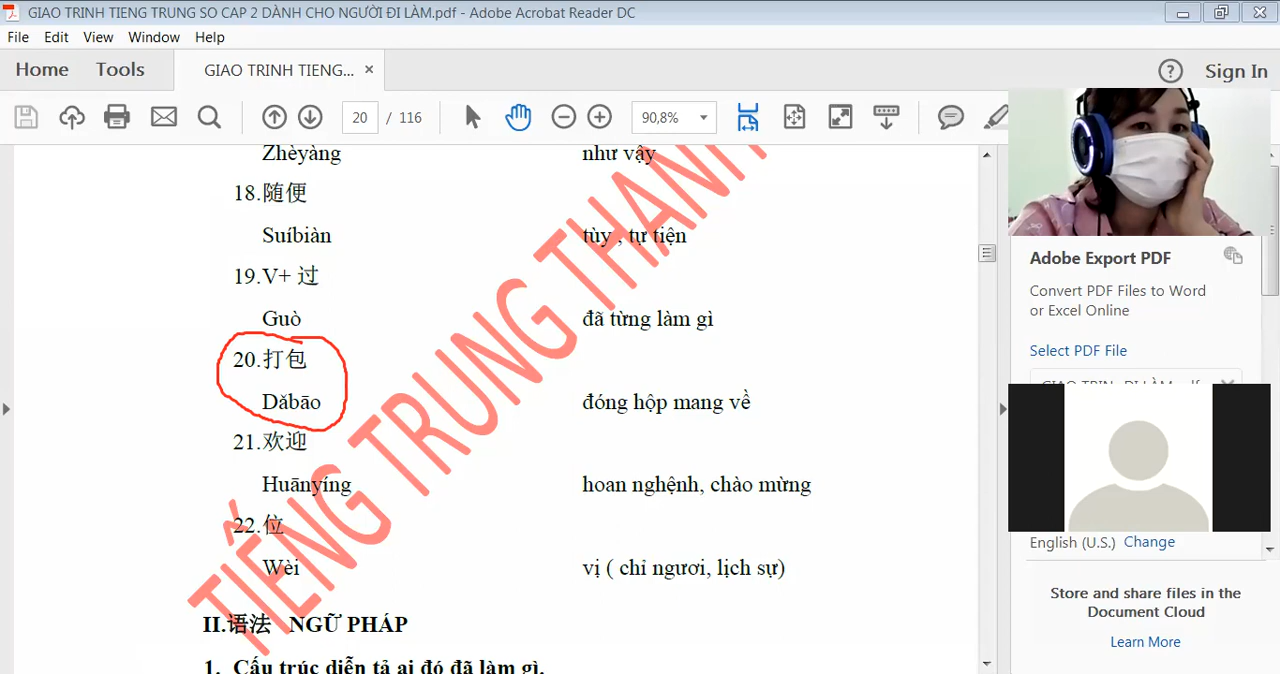 GIAO TRINH TIENG TRUNG SO CAP 2 DÀNH CHO NGƯỜI ĐI LÀM.pdf - Adobe Acrobat Reader DC
File Edit View Window Help
Home Tools GIAO TRINH TIENG... × Sign In
20 / 116 90,8%
Zhèyàng như vậy
18.随便
Suíbiàn tùy , tự tiện
19.V+ 过
Guò đã từng làm gì
20.打包
Dǎbāo đóng hộp mang về
21.欢迎
Huānyíng hoan nghệnh, chào mừng
22.位
Wèi vị ( chỉ ngươi, lịch sự)
II.语法 NGỮ PHÁP
1. Cấu trúc diễn tả ai đó đã làm gì.
TIẾNG TRUNG THANH
Adobe Export PDF
Convert PDF Files to Word
or Excel Online
Select PDF File
English (U.S.) Change
Store and share files in the
Document Cloud
Learn More